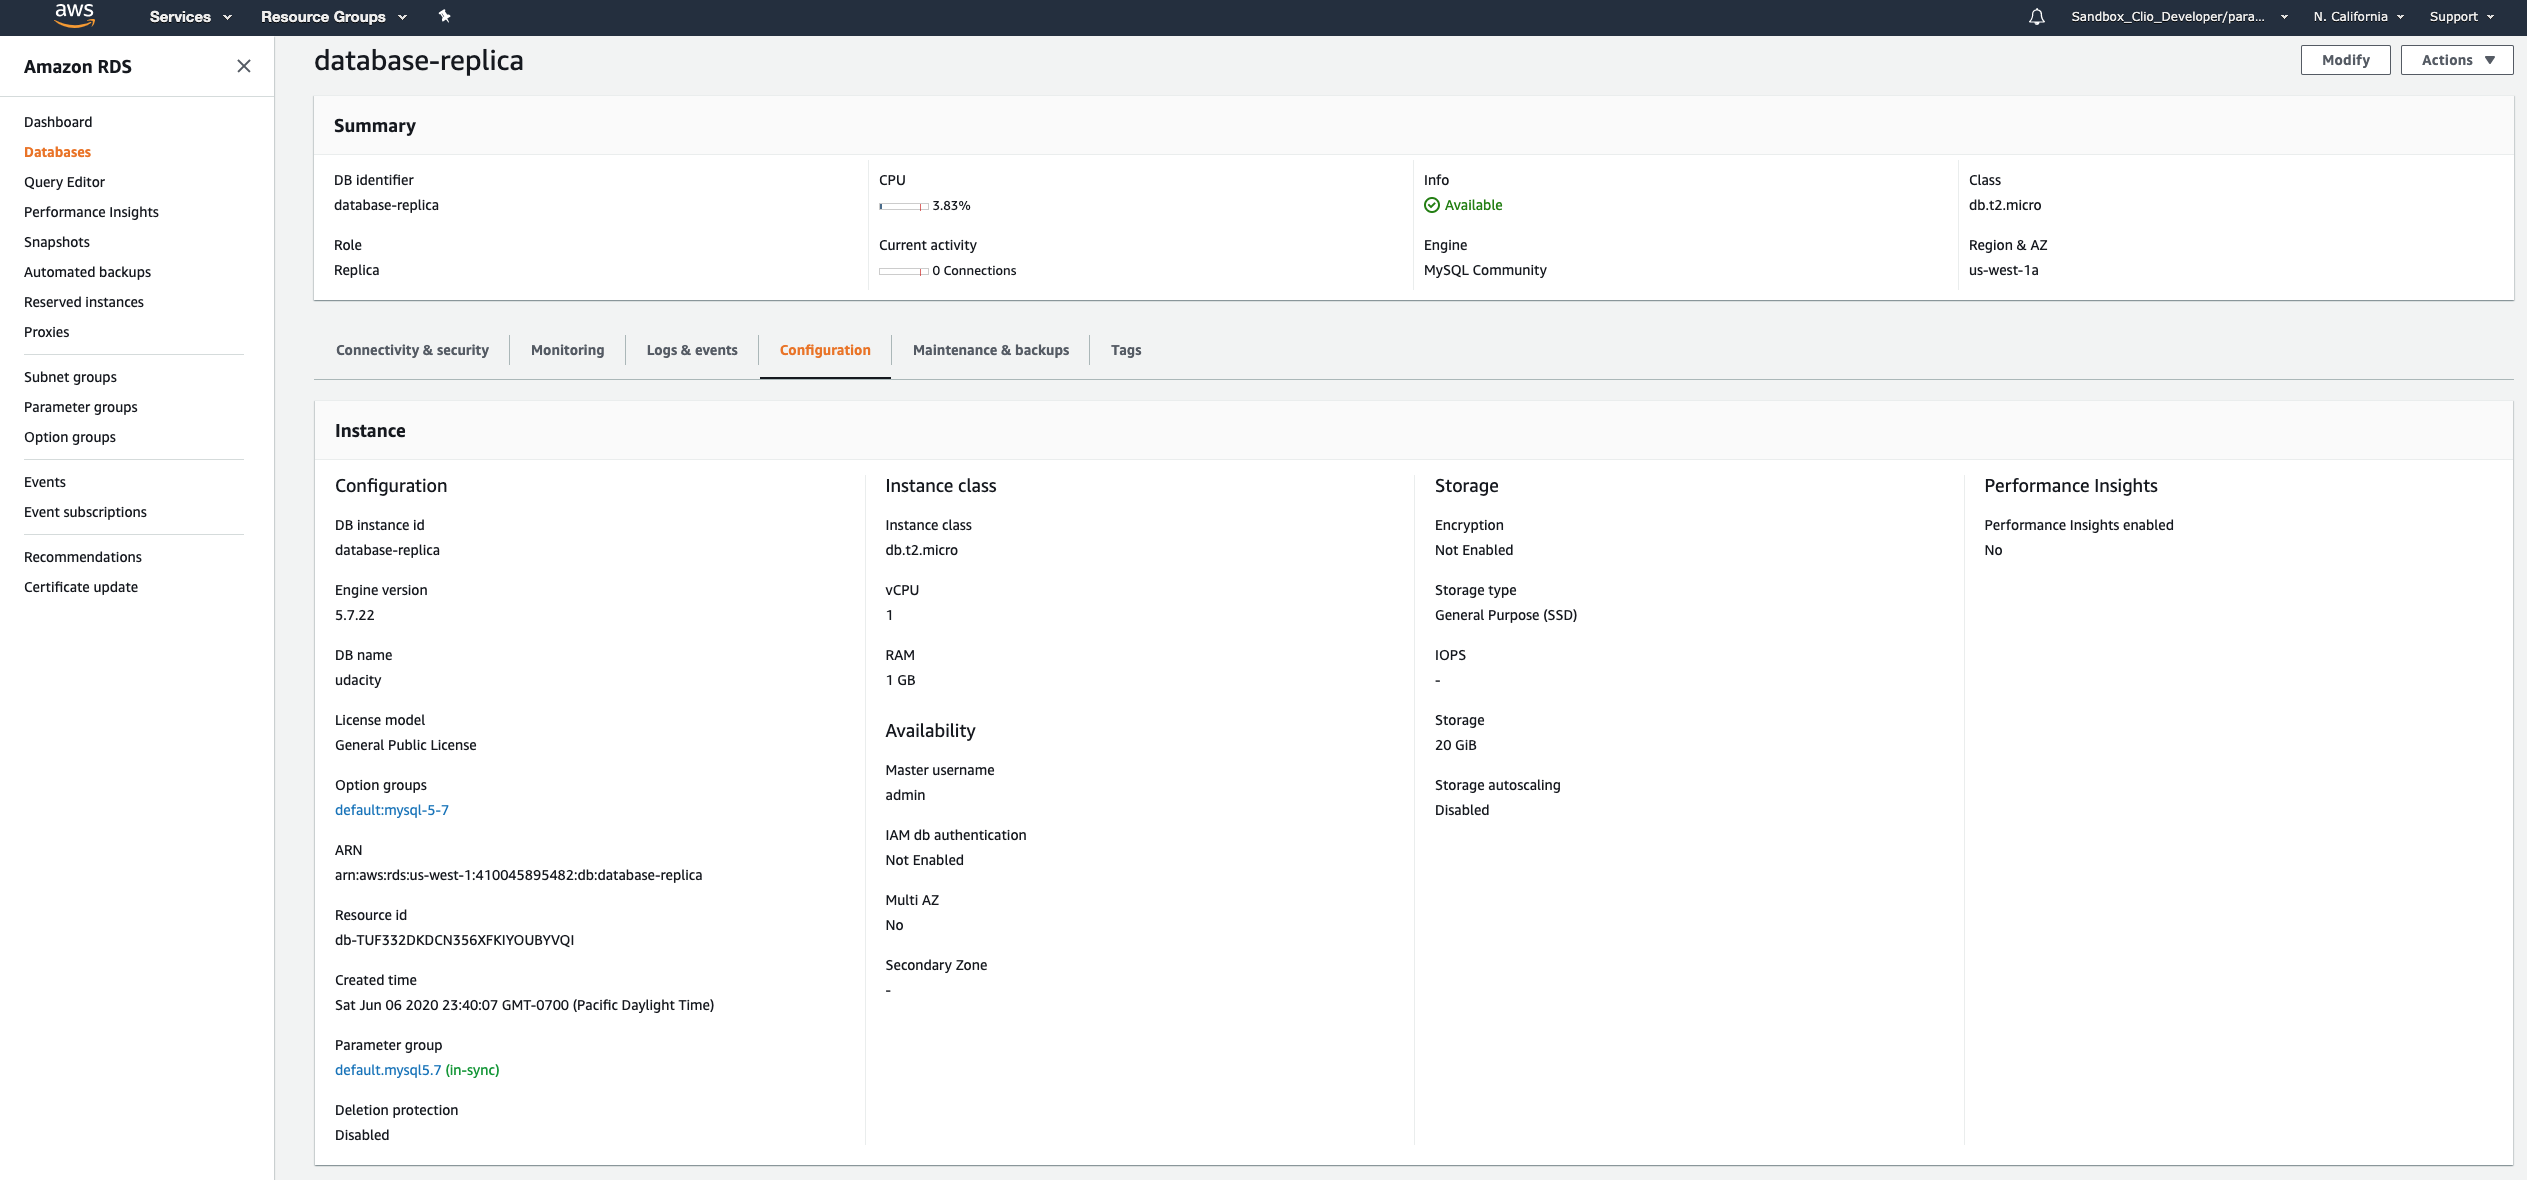 aws Services Resource Groups Sandbox_Clio_Developer/para... N. California Support
Amazon RDS
Dashboard
Databases
Query Editor
Performance Insights
Snapshots
Automated backups
Reserved instances
Proxies
Subnet groups
Parameter groups
Option groups
Events
Event subscriptions
Recommendations
Certificate update
database-replica
Modify Actions
Summary
DB identifier
database-replica
Role
Replica
CPU
3.83%
Current activity
0 Connections
Info
Available
Engine
MySQL Community
Class
db.t2.micro
Region & AZ
us-west-1a
Connectivity & security Monitoring Logs & events Configuration Maintenance & backups Tags
Instance
Configuration
DB instance id
database-replica
Engine version
5.7.22
DB name
udacity
License model
General Public License
Option groups
default:mysql-5-7
ARN
arn:aws:rds:us-west-1:410045895482:db:database-replica
Resource id
db-TUF332DKDCN356XFKIYOUBYVQI
Created time
Sat Jun 06 2020 23:40:07 GMT-0700 (Pacific Daylight Time)
Parameter group
default.mysql5.7 (in-sync)
Deletion protection
Disabled
Instance class
Instance class
db.t2.micro
vCPU
1
RAM
1 GB
Availability
Master username
admin
IAM db authentication
Not Enabled
Multi AZ
No
Secondary Zone
-
Storage
Encryption
Not Enabled
Storage type
General Purpose (SSD)
IOPS
-
Storage
20 GiB
Storage autoscaling
Disabled
Performance Insights
Performance Insights enabled
No